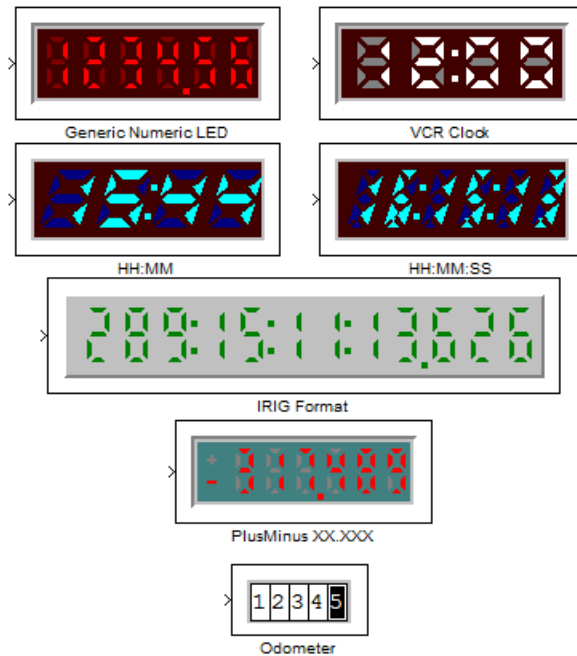 Generic Numeric LED
VCR Clock
HH:MM
HH:MM:SS
289:15:11:13.626
IRIG Format
PlusMinus XX.XXX
12345
Odometer